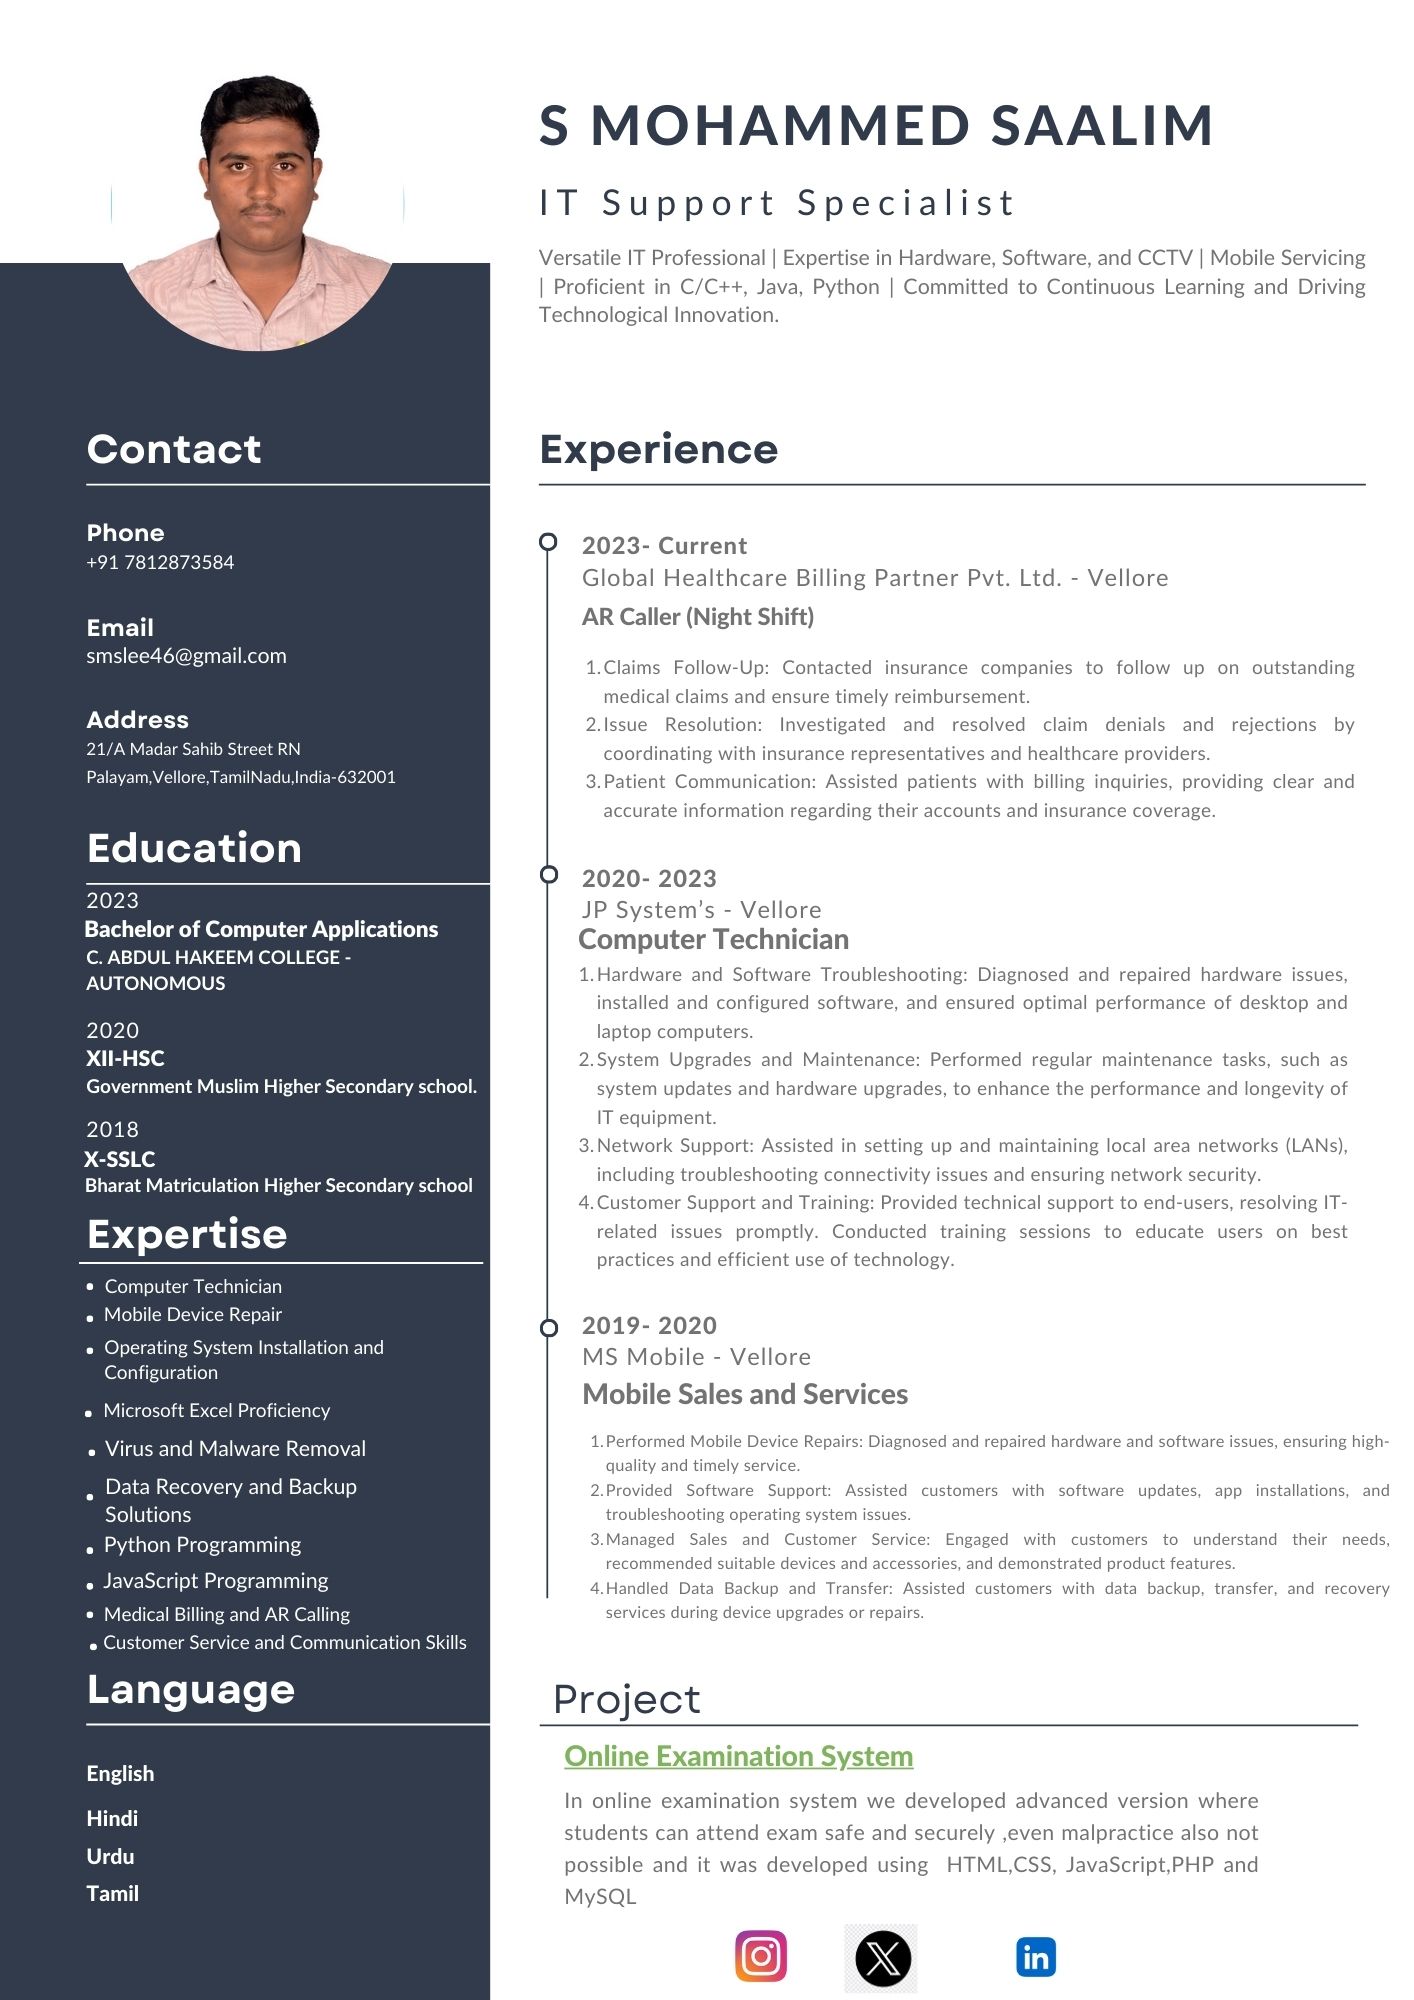 S MOHAMMED SAALIM
IT Support Specialist
Versatile IT Professional | Expertise in Hardware, Software, and CCTV | Mobile Servicing
| Proficient in C/C++, Java, Python | Committed to Continuous Learning and Driving
Technological Innovation.
Contact
Phone
+91 7812873584
Email
smslee46@gmail.com
Address
21/A Madar Sahib Street RN
Palayam,Vellore,TamilNadu,India-632001
Education
2023
Bachelor of Computer Applications
C. ABDUL HAKEEM COLLEGE -
AUTONOMOUS
2020
XII-HSC
Government Muslim Higher Secondary school.
2018
X-SSLC
Bharat Matriculation Higher Secondary school
Expertise
• Computer Technician
• Mobile Device Repair
• Operating System Installation and
Configuration
• Microsoft Excel Proficiency
• Virus and Malware Removal
• Data Recovery and Backup
Solutions
• Python Programming
• JavaScript Programming
• Medical Billing and AR Calling
• Customer Service and Communication Skills
Language
English
Hindi
Urdu
Tamil
Experience
2023- Current
Global Healthcare Billing Partner Pvt. Ltd. - Vellore
AR Caller (Night Shift)
1. Claims Follow-Up: Contacted insurance companies to follow up on outstanding
medical claims and ensure timely reimbursement.
2. Issue Resolution: Investigated and resolved claim denials and rejections by
coordinating with insurance representatives and healthcare providers.
3. Patient Communication: Assisted patients with billing inquiries, providing clear and
accurate information regarding their accounts and insurance coverage.
2020- 2023
JP System’s - Vellore
Computer Technician
1. Hardware and Software Troubleshooting: Diagnosed and repaired hardware issues,
installed and configured software, and ensured optimal performance of desktop and
laptop computers.
2. System Upgrades and Maintenance: Performed regular maintenance tasks, such as
system updates and hardware upgrades, to enhance the performance and longevity of
IT equipment.
3. Network Support: Assisted in setting up and maintaining local area networks (LANs),
including troubleshooting connectivity issues and ensuring network security.
4. Customer Support and Training: Provided technical support to end-users, resolving IT-
related issues promptly. Conducted training sessions to educate users on best
practices and efficient use of technology.
2019- 2020
MS Mobile - Vellore
Mobile Sales and Services
1. Performed Mobile Device Repairs: Diagnosed and repaired hardware and software issues, ensuring high-
quality and timely service.
2. Provided Software Support: Assisted customers with software updates, app installations, and
troubleshooting operating system issues.
3. Managed Sales and Customer Service: Engaged with customers to understand their needs,
recommended suitable devices and accessories, and demonstrated product features.
4. Handled Data Backup and Transfer: Assisted customers with data backup, transfer, and recovery
services during device upgrades or repairs.
Project
Online Examination System
In online examination system we developed advanced version where
students can attend exam safe and securely ,even malpractice also not
possible and it was developed using HTML,CSS, JavaScript,PHP and
MySQL
X
in